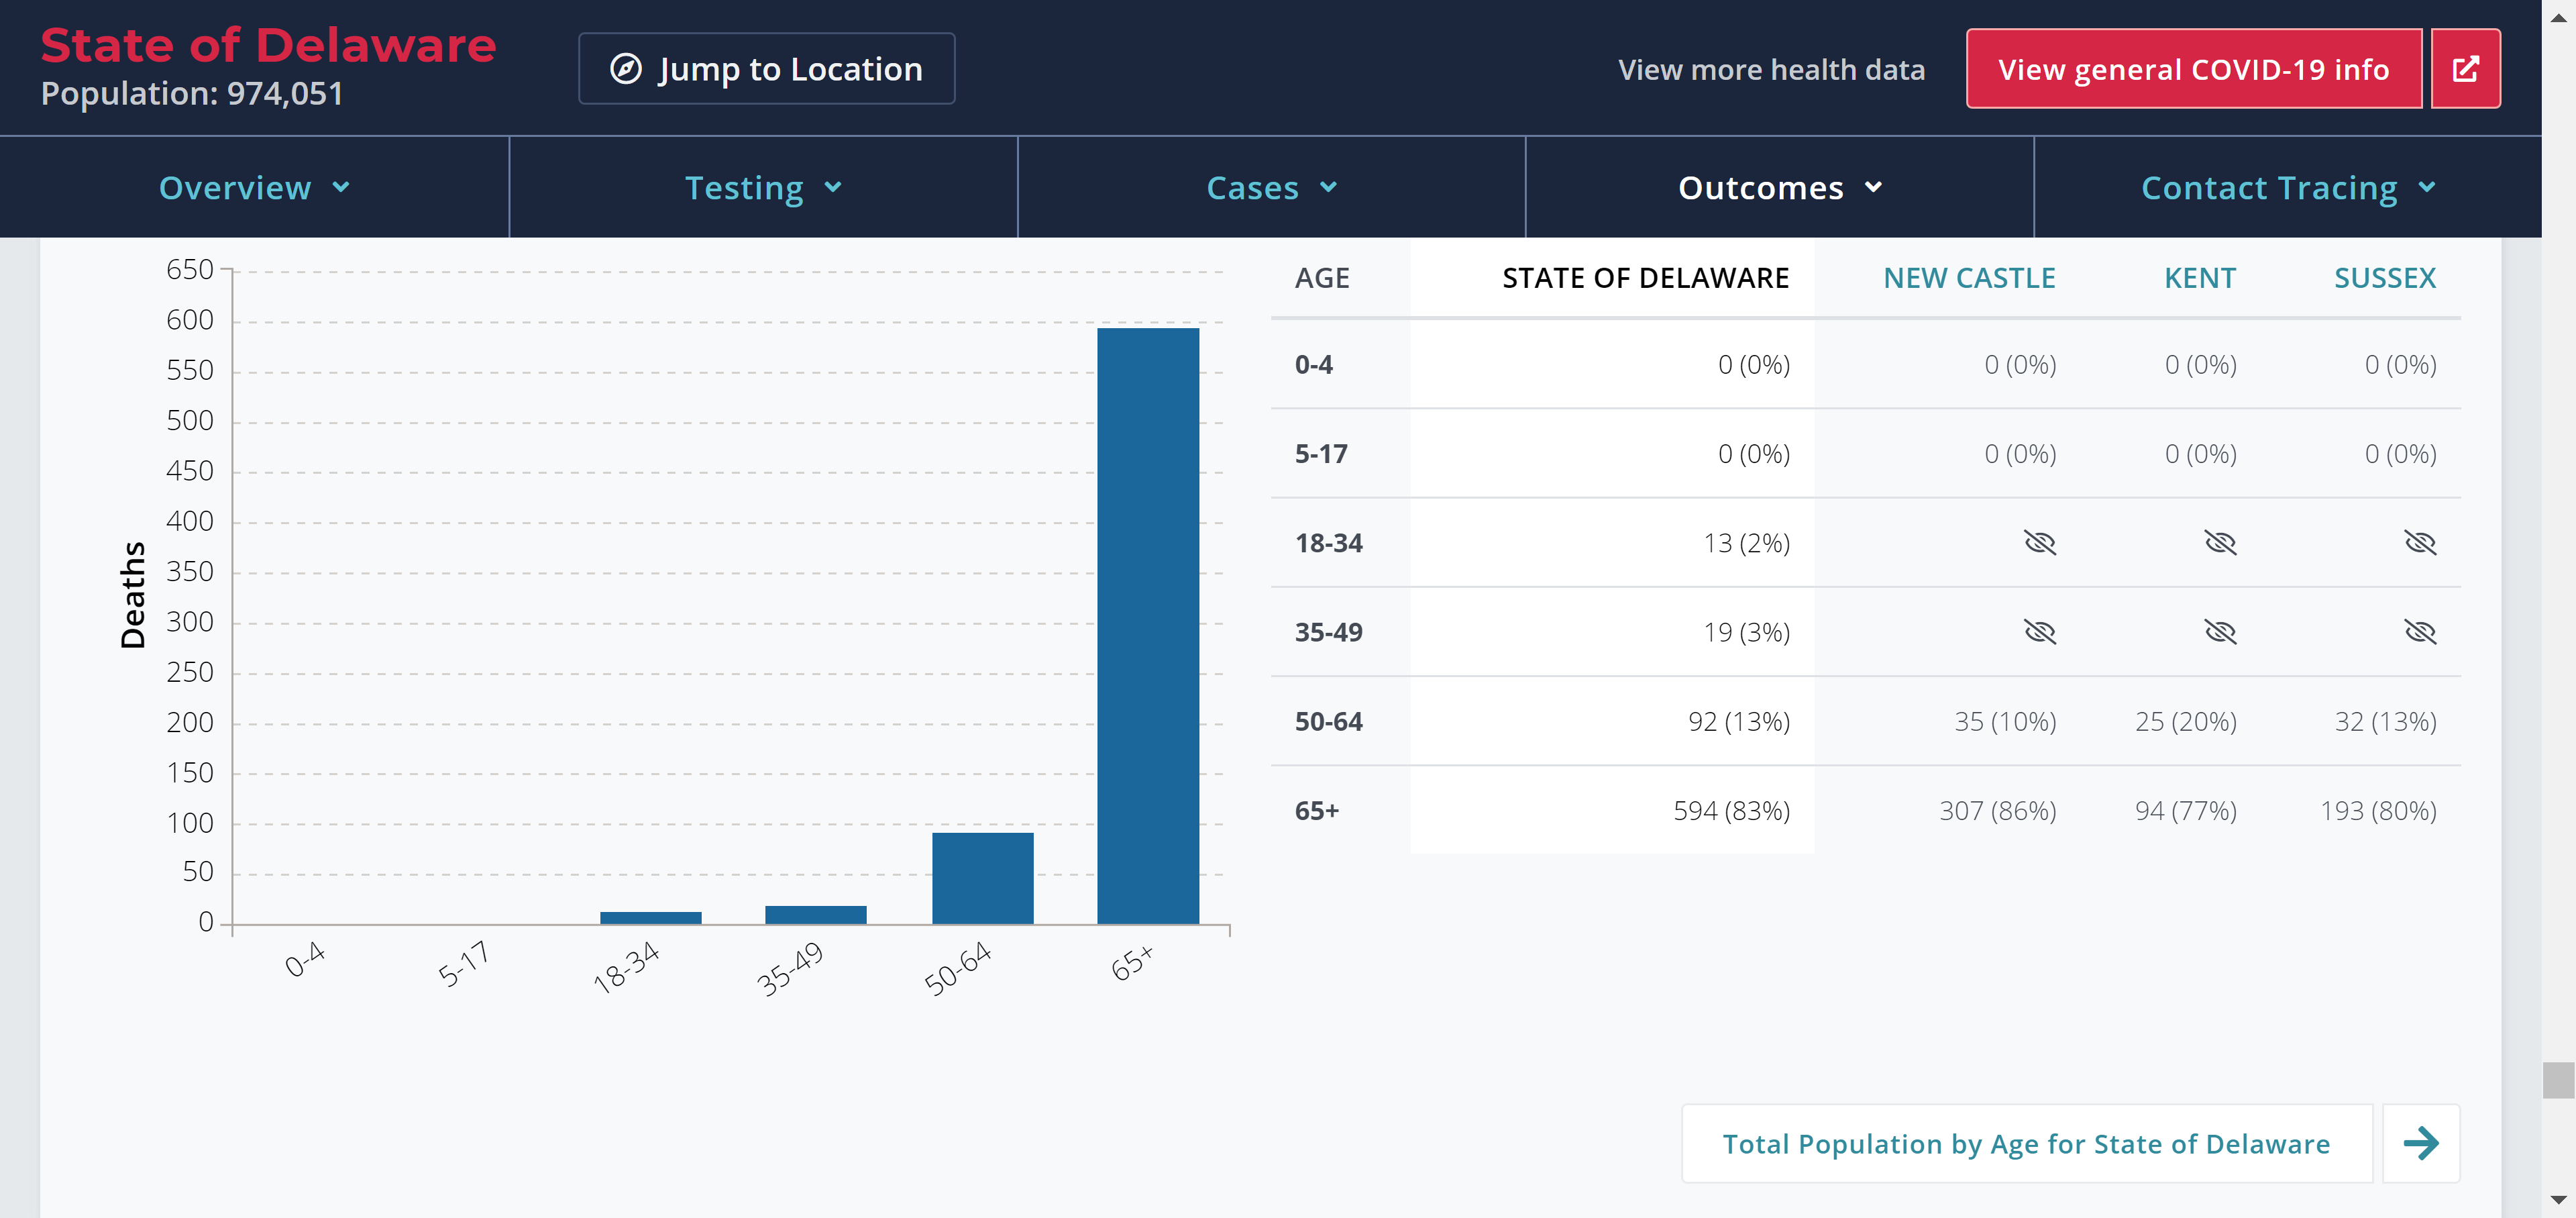 State of Delaware
Population: 974,051
Jump to Location
View more health data
View general COVID-19 info
Overview
Testing
Cases
Outcomes
Contact Tracing
Deaths
650
600
550
500
450
400
350
300
250
200
150
100
50
0
0-4
5-17
18-34
35-49
50-64
65+
AGE STATE OF DELAWARE NEW CASTLE KENT SUSSEX
0-4 0 (0%) 0 (0%) 0 (0%) 0 (0%)
5-17 0 (0%) 0 (0%) 0 (0%) 0 (0%)
18-34 13 (2%)
35-49 19 (3%)
50-64 92 (13%) 35 (10%) 25 (20%) 32 (13%)
65+ 594 (83%) 307 (86%) 94 (77%) 193 (80%)
Total Population by Age for State of Delaware